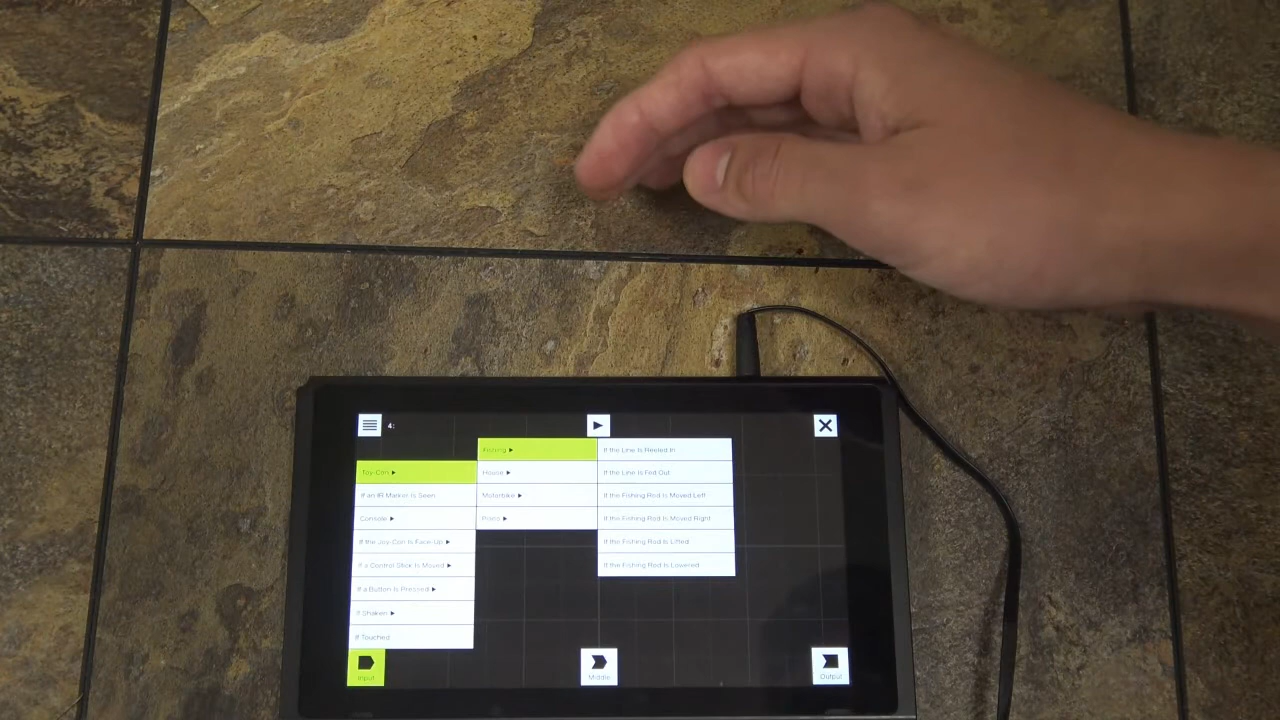 4:
Fishing
If the Line Is Reeled In
Toy-Con
House
If the Line Is Fed Out
If an IR Marker Is Seen
Motorbike
If the Fishing Rod Is Moved Left
Console
Piano
If the Fishing Rod Is Moved Right
If the Joy-Con Is Face-Up
If the Fishing Rod Is Lifted
If a Control Stick Is Moved
If the Fishing Rod Is Lowered
If a Button Is Pressed
If Shaken
If Touched
Input
Middle
Output